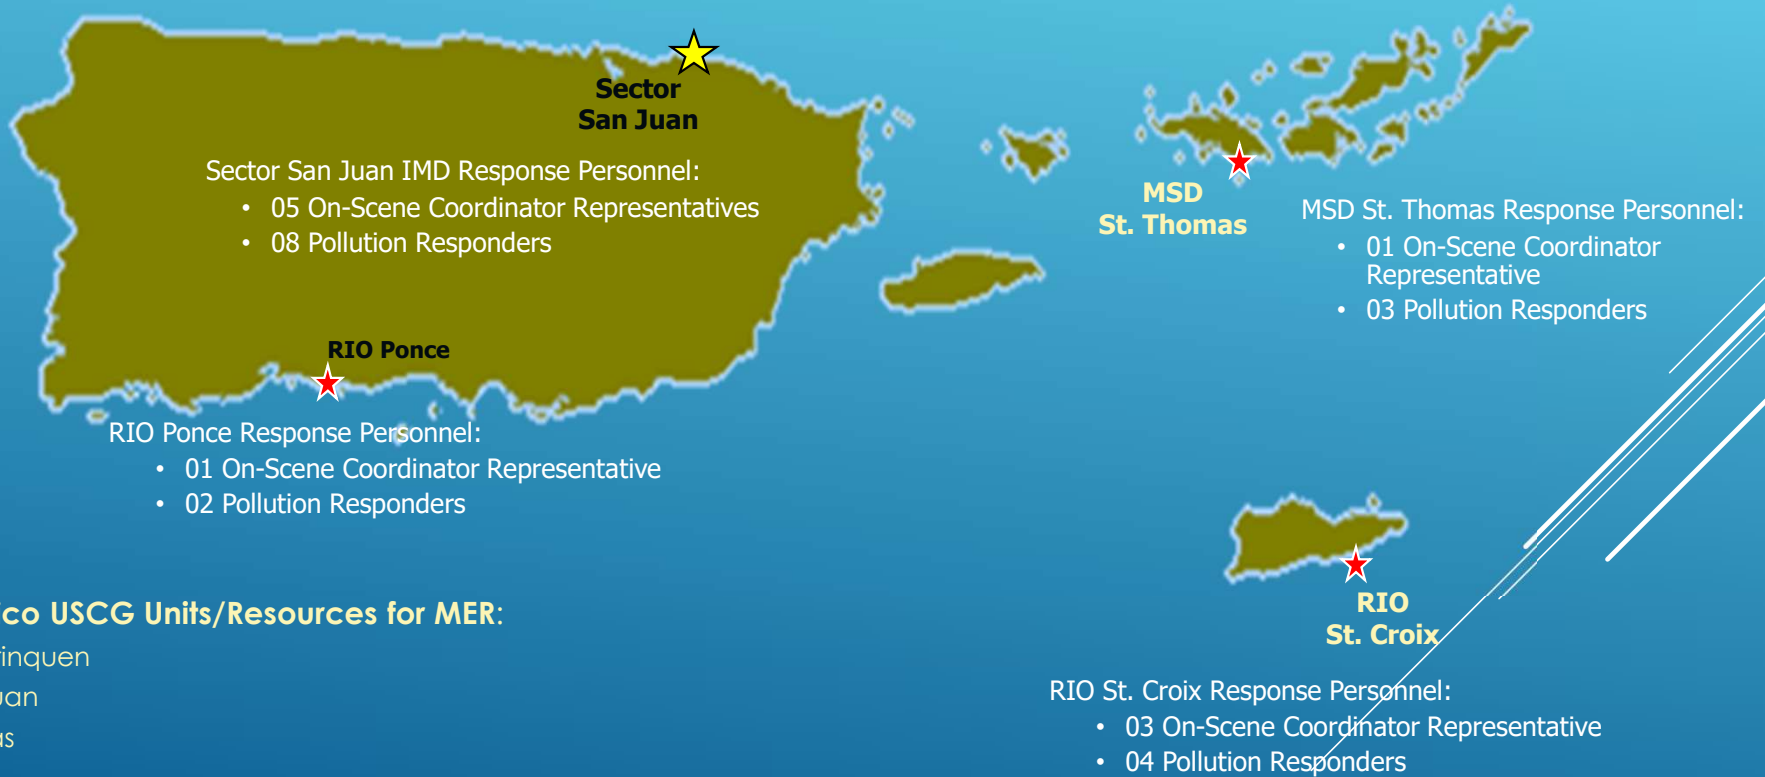 Sector
San Juan
Sector San Juan IMD Response Personnel:
• 05 On-Scene Coordinator Representatives
• 08 Pollution Responders
MSD
St. Thomas
MSD St. Thomas Response Personnel:
• 01 On-Scene Coordinator
Representative
• 03 Pollution Responders
RIO Ponce
RIO Ponce Response Personnel:
• 01 On-Scene Coordinator Representative
• 02 Pollution Responders
RIO
St. Croix
RIO St. Croix Response Personnel:
• 03 On-Scene Coordinator Representative
• 04 Pollution Responders
USCG Units/Resources for MER: